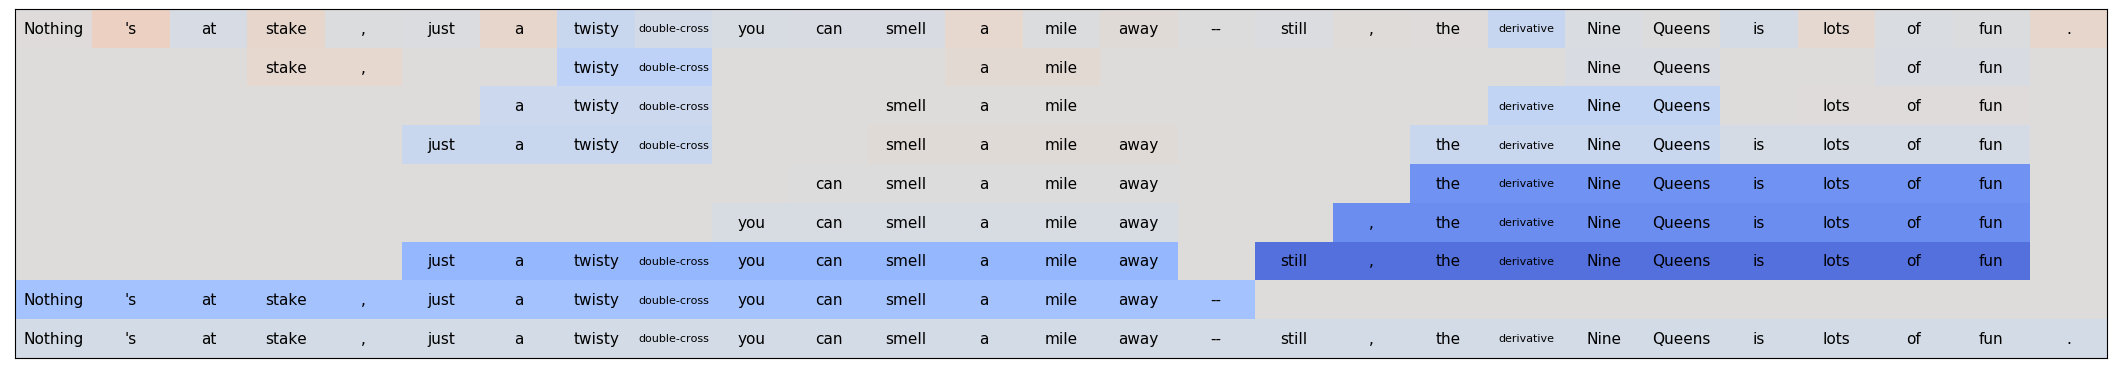 Nothing 's at stake , just a twisty double-cross you can smell a mile away -- still , the derivative Nine Queens is lots of fun .
stake , twisty double-cross a mile Nine Queens of fun
a twisty double-cross smell a mile derivative Nine Queens lots of fun
just a twisty double-cross smell a mile away the derivative Nine Queens is lots of fun
can smell a mile away the derivative Nine Queens is lots of fun
you can smell a mile away , the derivative Nine Queens is lots of fun
just a twisty double-cross you can smell a mile away still , the derivative Nine Queens is lots of fun
Nothing 's at stake , just a twisty double-cross you can smell a mile away --
Nothing 's at stake , just a twisty double-cross you can smell a mile away -- still , the derivative Nine Queens is lots of fun .